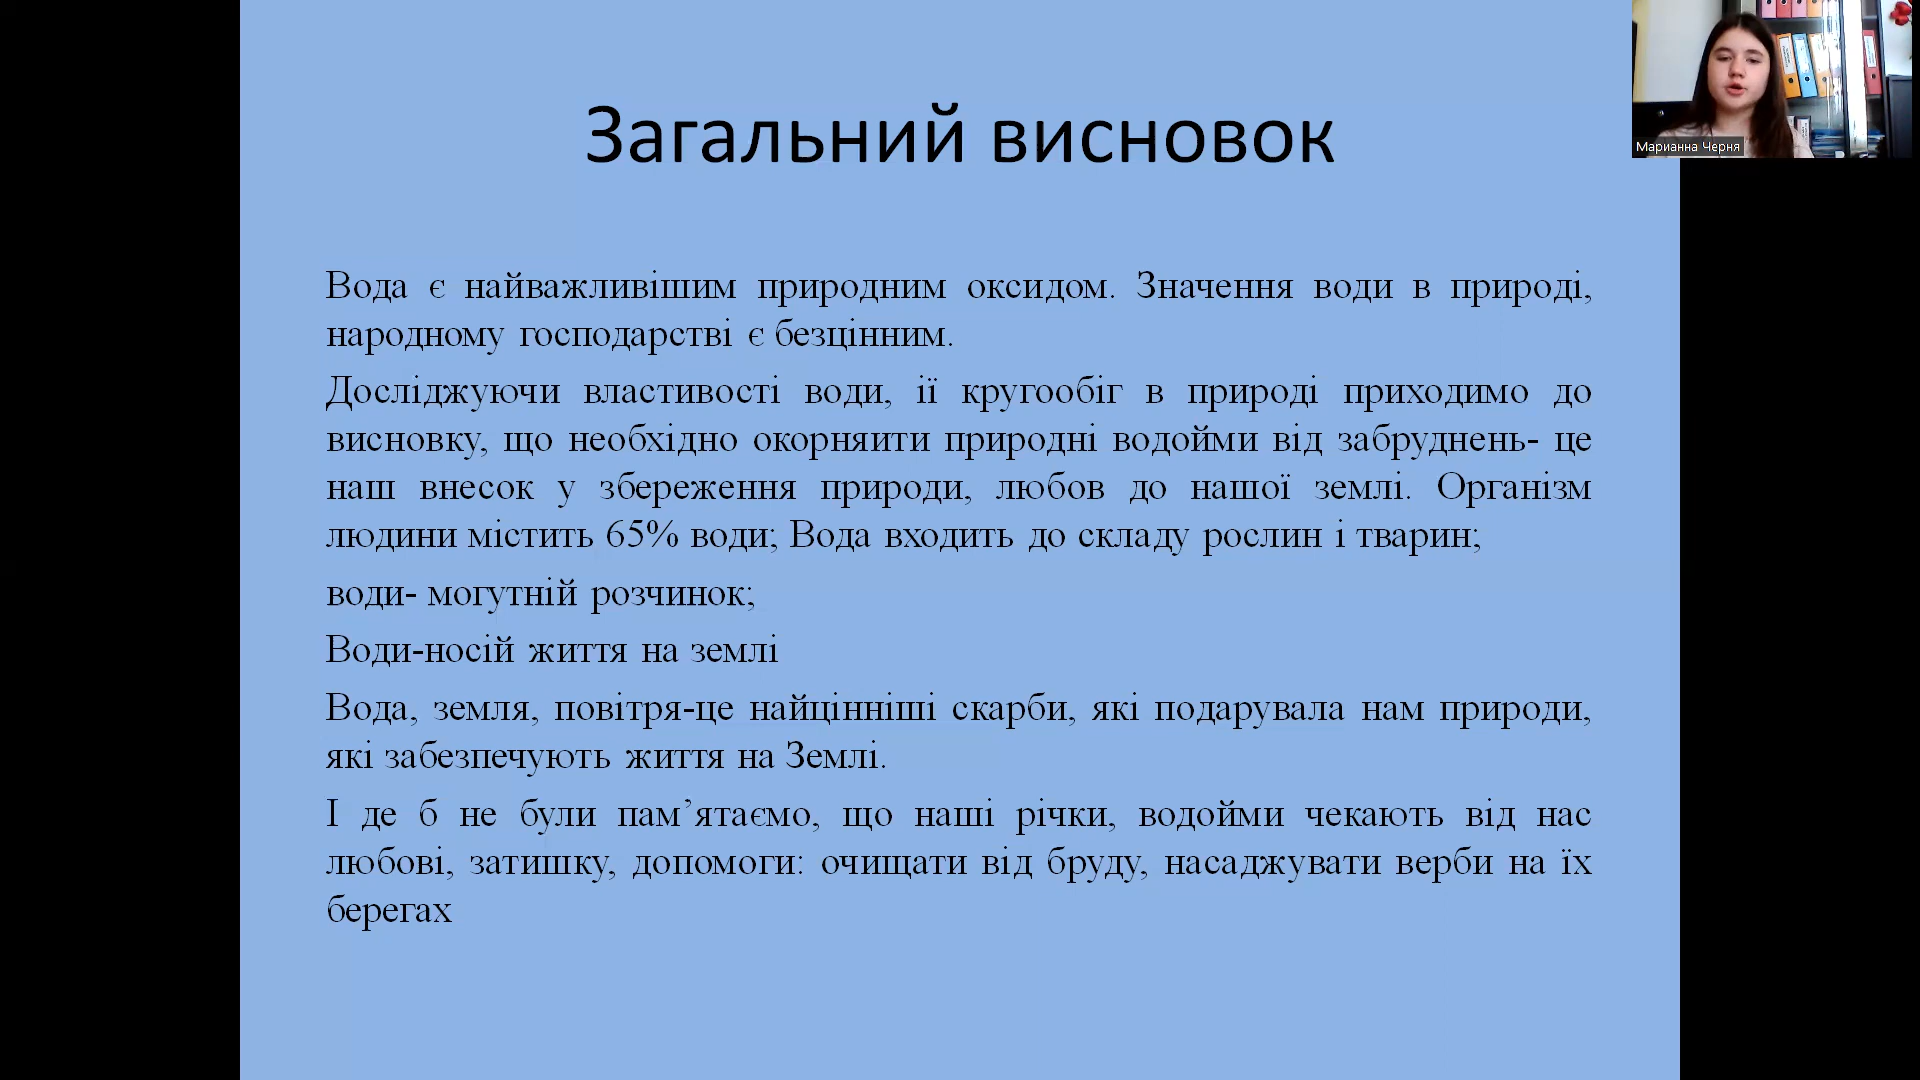 Загальний висновок
Марианна Черня
Вода є найважливішим природним оксидом. Значення води в природі,
народному господарстві є безцінним.
Досліджуючи властивості води, ії кругообіг в природі приходимо до
висновку, що необхідно окорняити природні водойми від забруднень- це
наш внесок у збереження природи, любов до нашої землі. Організм
людини містить 65% води; Вода входить до складу рослин і тварин;
води- могутній розчинок;
Води-носій життя на землі
Вода, земля, повітря-це найцінніші скарби, які подарувала нам природи,
які забезпечують життя на Землі.
І де б не були пам’ятаємо, що наші річки, водойми чекають від нас
любові, затишку, допомоги: очищати від бруду, насаджувати верби на їх
берегах